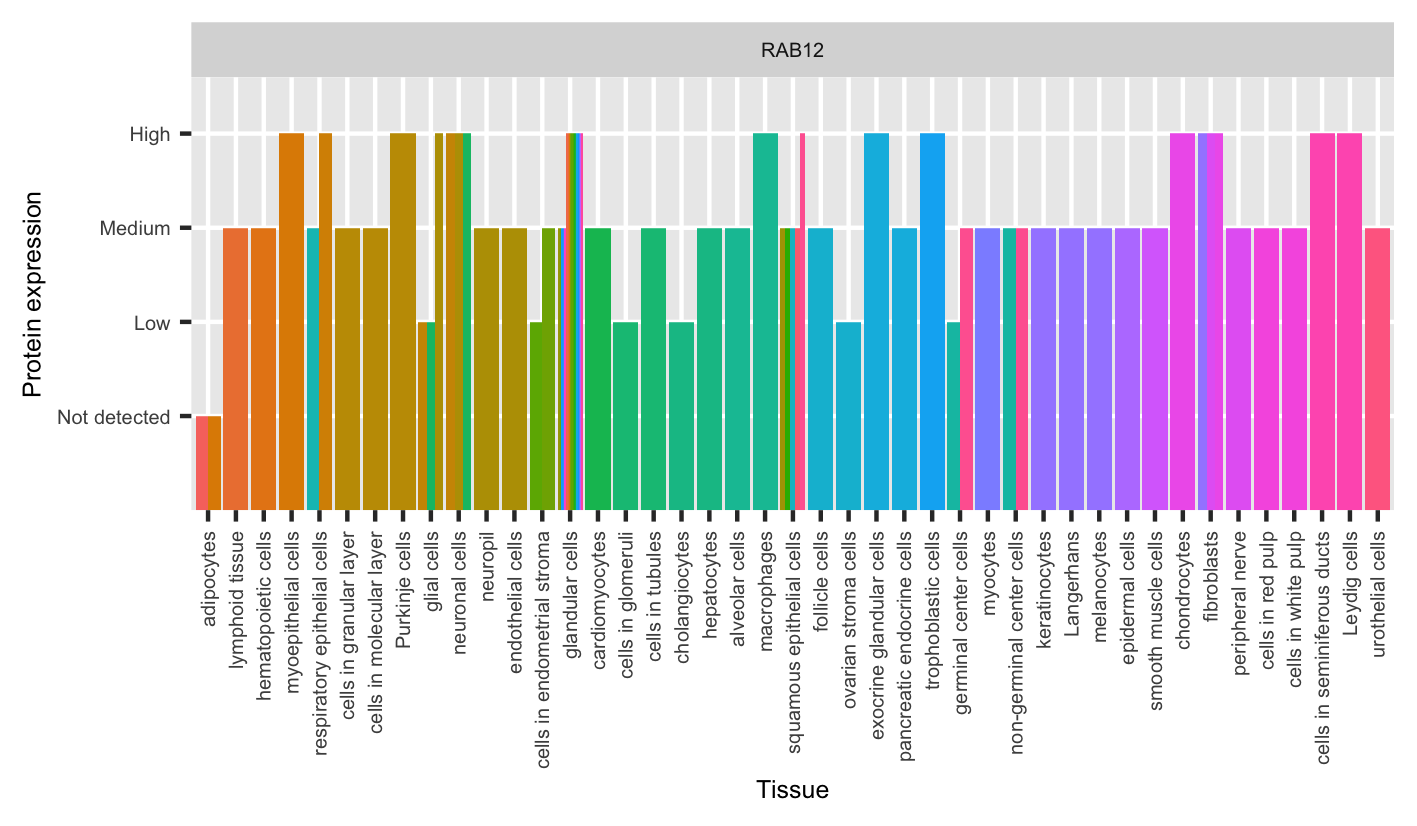 RAB12
Protein expression
High
Medium
Low
Not detected
adipocytes
lymphoid tissue
hematopoietic cells
myoepithelial cells
respiratory epithelial cells
cells in granular layer
cells in molecular layer
Purkinje cells
glial cells
neuronal cells
neuropil
endothelial cells
cells in endometrial stroma
glandular cells
cardiomyocytes
cells in glomeruli
cells in tubules
cholangiocytes
hepatocytes
alveolar cells
macrophages
squamous epithelial cells
follicle cells
ovarian stroma cells
exocrine glandular cells
pancreatic endocrine cells
trophoblastic cells
germinal center cells
myocytes
non-germinal center cells
keratinocytes
Langerhans
melanocytes
epidermal cells
smooth muscle cells
chondrocytes
fibroblasts
peripheral nerve
cells in red pulp
cells in white pulp
cells in seminiferous ducts
Leydig cells
urothelial cells
Tissue